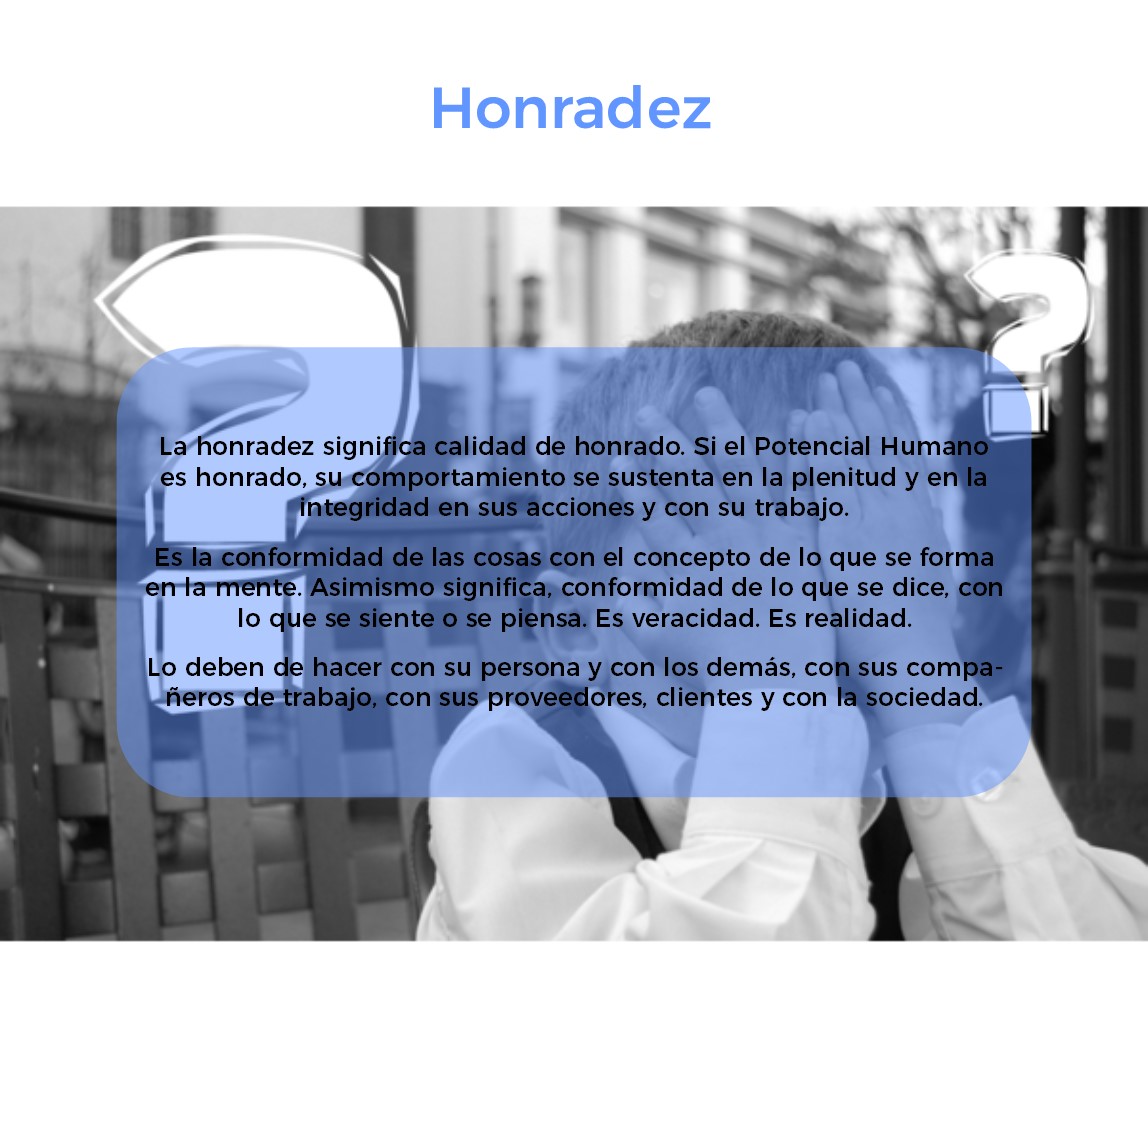 Honradez
La honradez significa calidad de honrado. Si el Potencial Humano
es honrado, su comportamiento se sustenta en la plenitud y en la
integridad en sus acciones y con su trabajo.
Es la conformidad de las cosas con el concepto de lo que se forma
en la mente. Asimismo significa, conformidad de lo que se dice, con
lo que se siente o se piensa. Es veracidad. Es realidad.
Lo deben de hacer con su persona y con los demás, con sus compa-
ñeros de trabajo, con sus proveedores, clientes y con la sociedad.